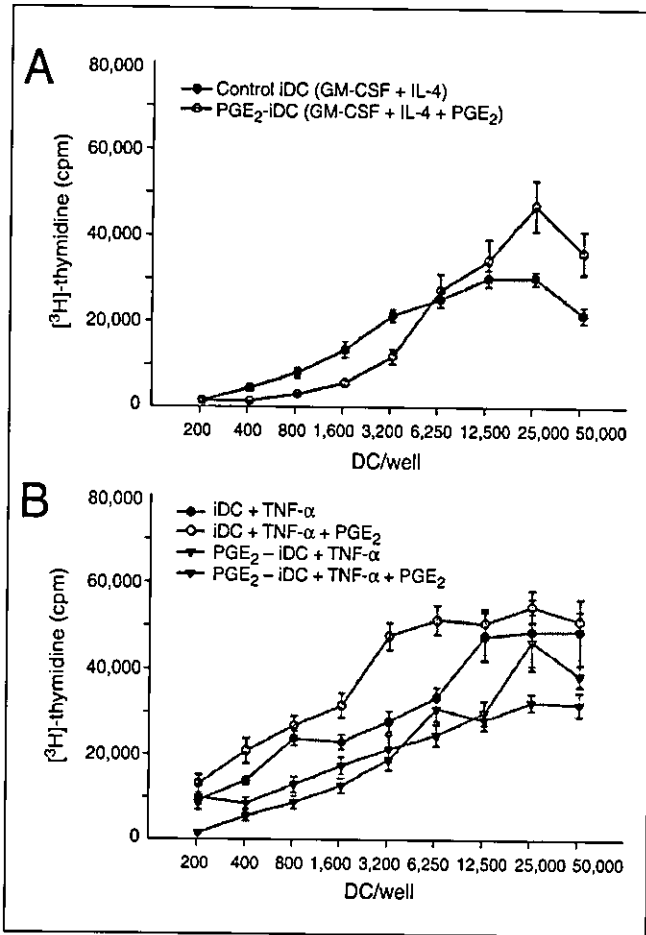 A
80,000
60,000
40,000
20,000
0
[³H]-thymidine (cpm)
Control iDC (GM-CSF + IL-4)
PGE₂-iDC (GM-CSF + IL-4 + PGE₂)
200 400 800 1,600 3,200 6,250 12,500 25,000 50,000
DC/well
B
80,000
60,000
40,000
20,000
0
[³H]-thymidine (cpm)
iDC + TNF-α
iDC + TNF-α + PGE₂
PGE₂ – iDC + TNF-α
PGE₂ – iDC + TNF-α + PGE₂
200 400 800 1,600 3,200 6,250 12,500 25,000 50,000
DC/well